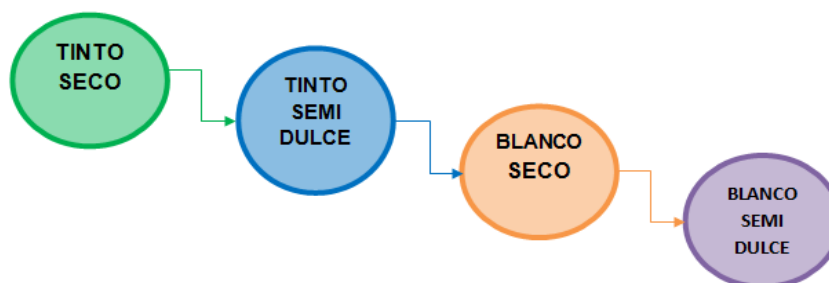 TINTO
SECO
TINTO
SEMI
DULCE
BLANCO
SECO
BLANCO
SEMI
DULCE